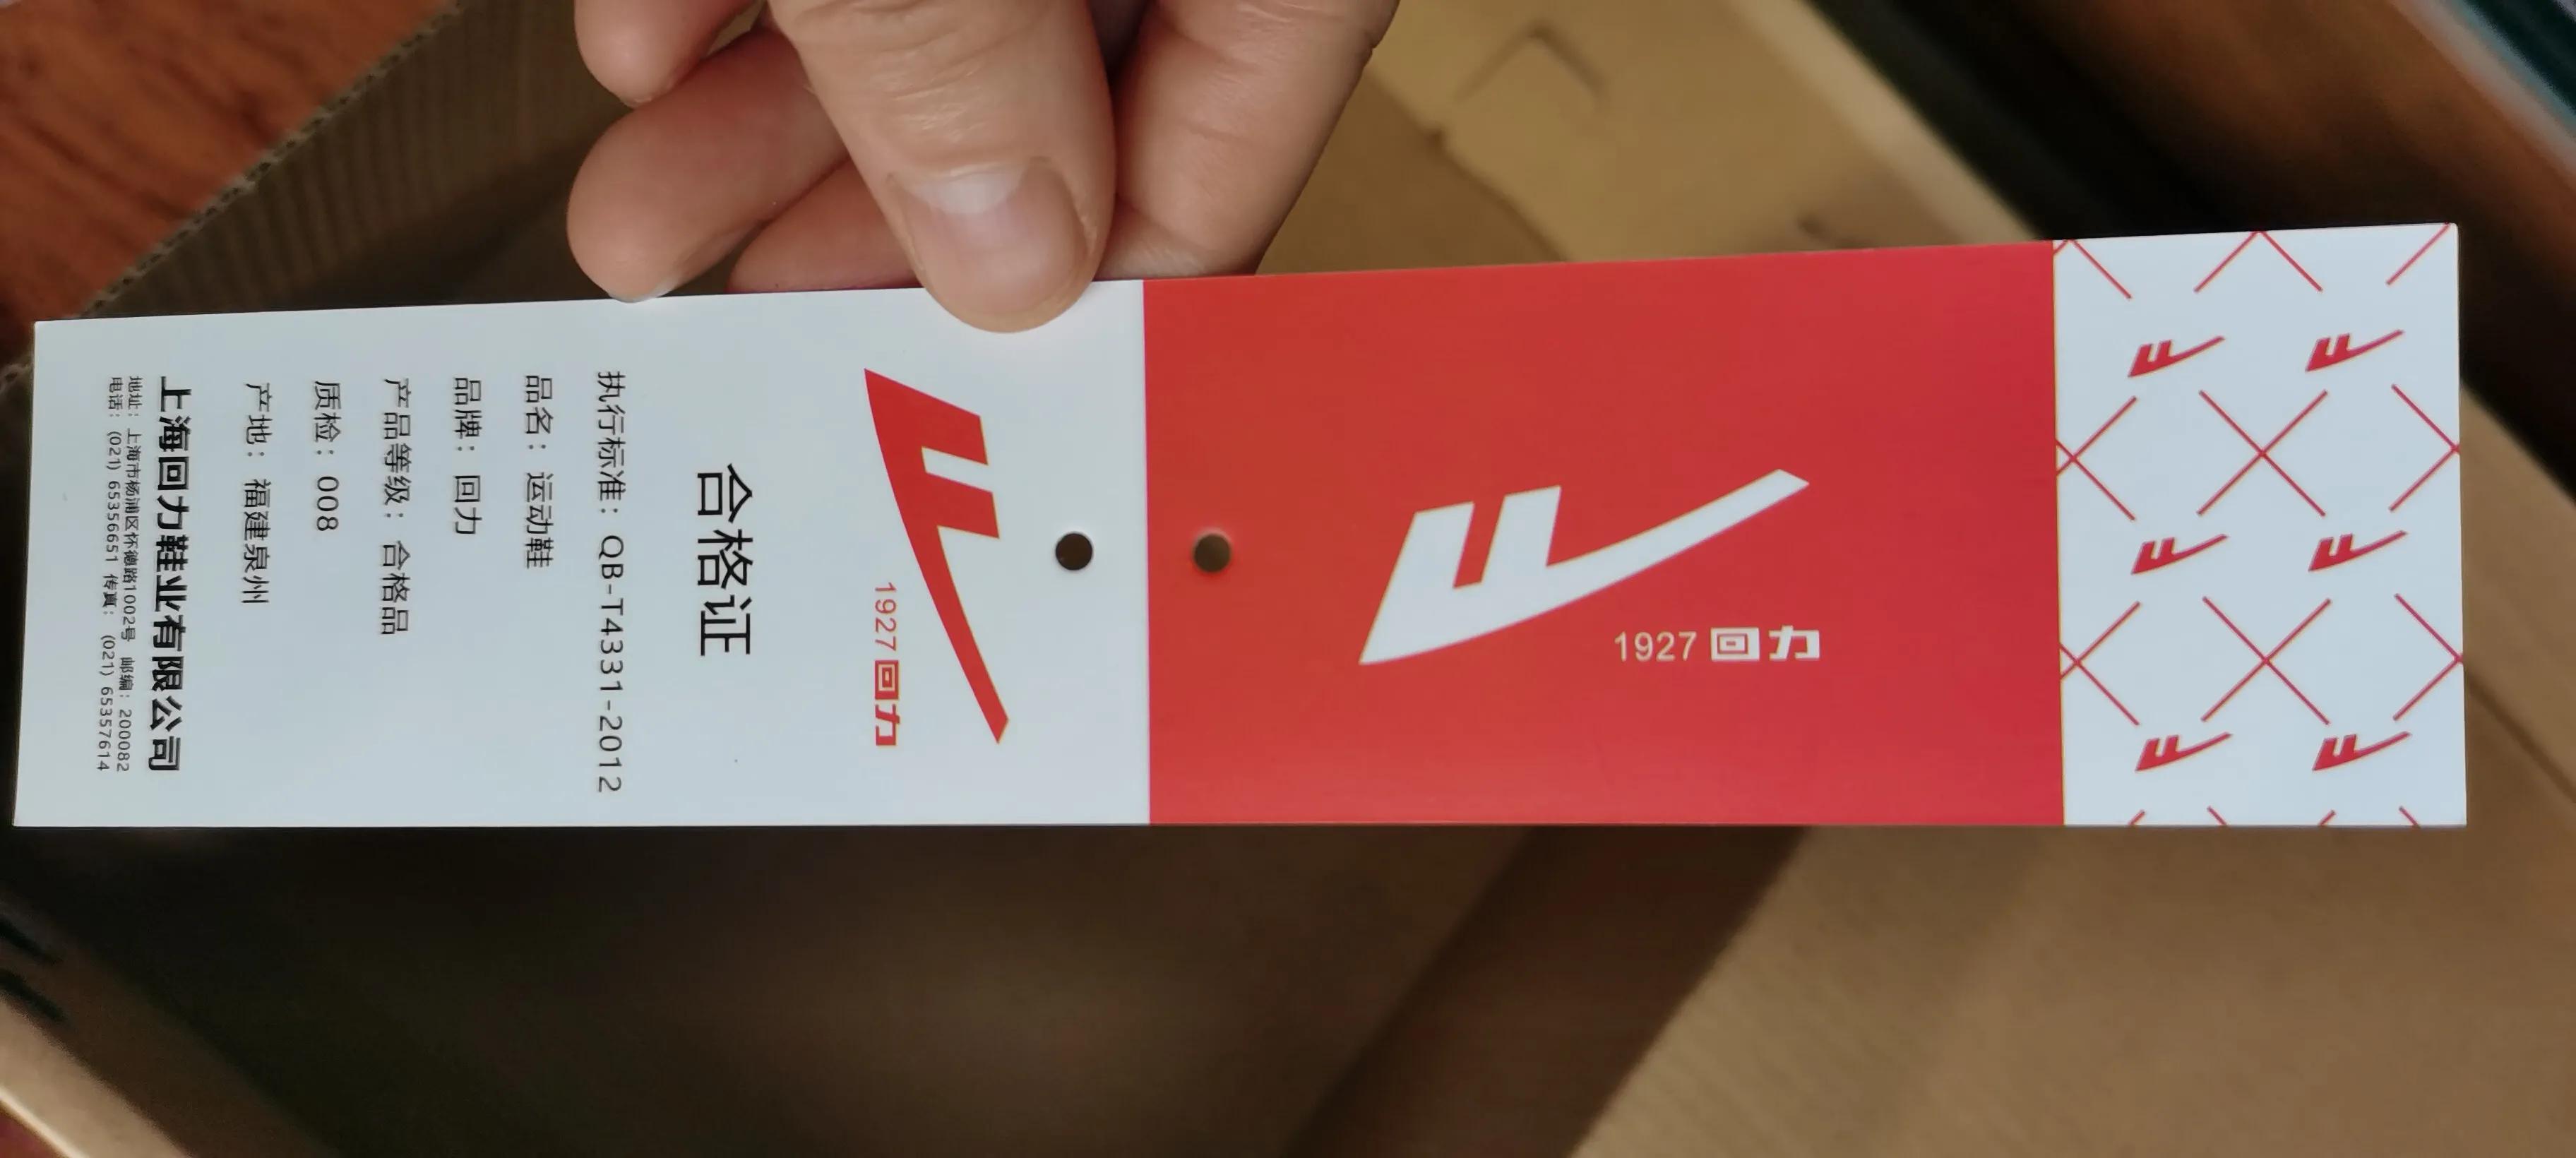 1927 回力
合格证
执行标准：QB-T4331-2012
品名：运动鞋
品牌：回力
产品等级：合格品
质检：008
产地：福建泉州
上海回力鞋业有限公司
地址：上海市杨浦区怀德路1002号 邮编：200082
电话：(021) 65356651 传真：(021) 65357614
1927 回力